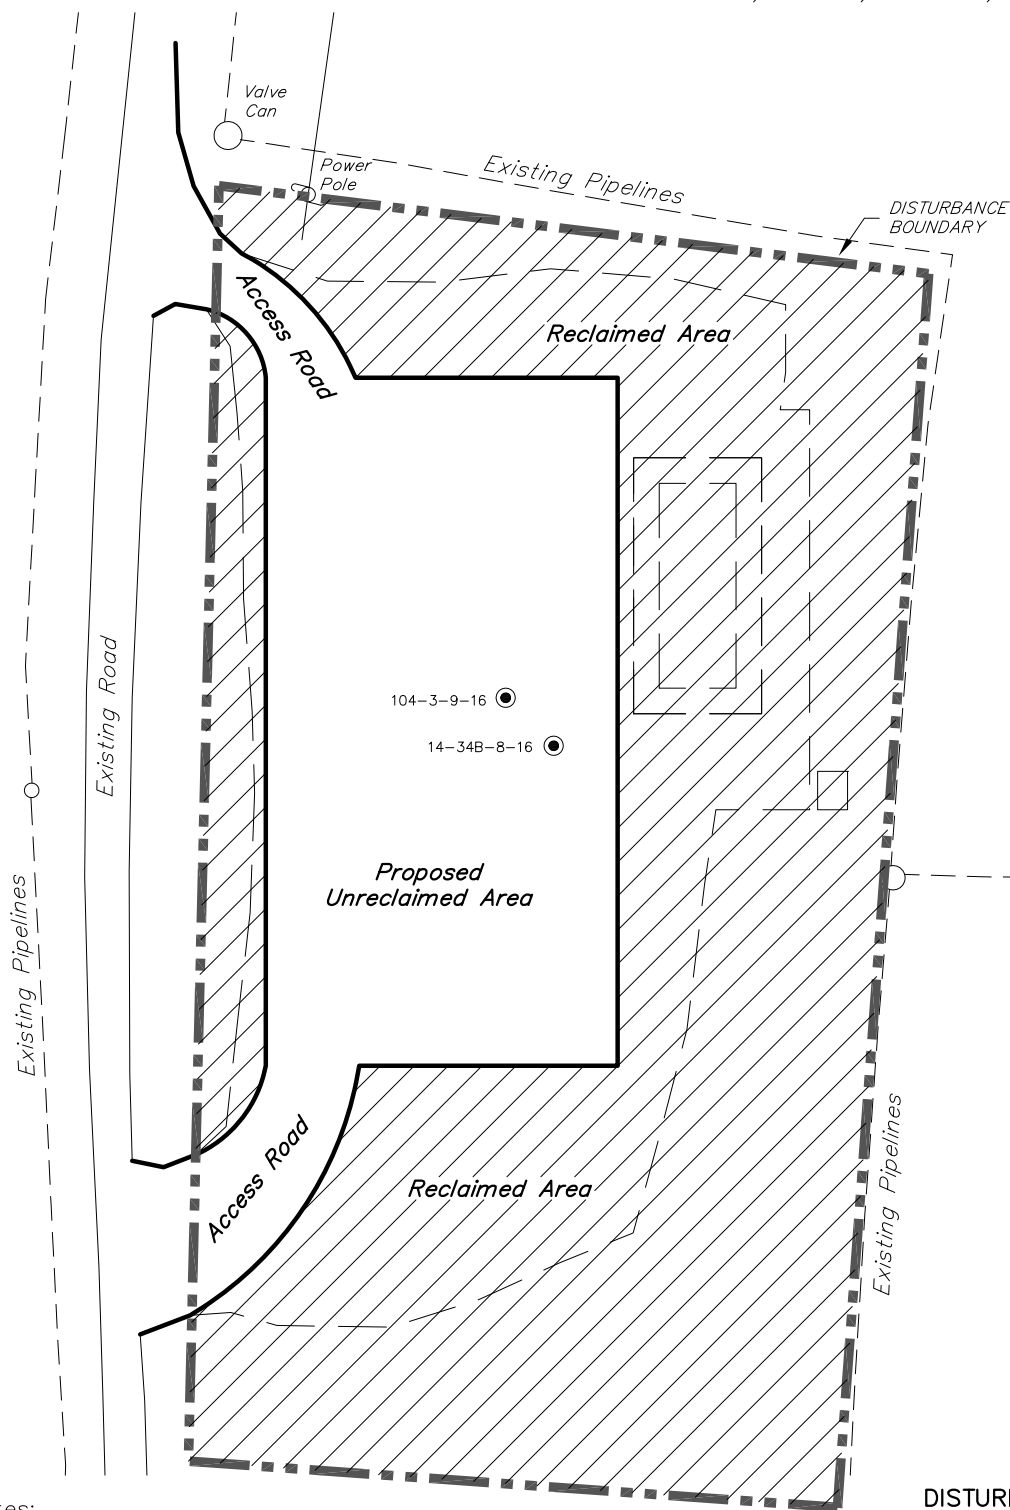 Valve
Can
Power
Pole
Existing Pipelines
DISTURBANCE
BOUNDARY
Access Road
Reclaimed Area
Existing Road
104-3-9-16
14-34B-8-16
Proposed
Unreclaimed Area
Existing Pipelines
Access Road
Reclaimed Area
Existing Pipelines